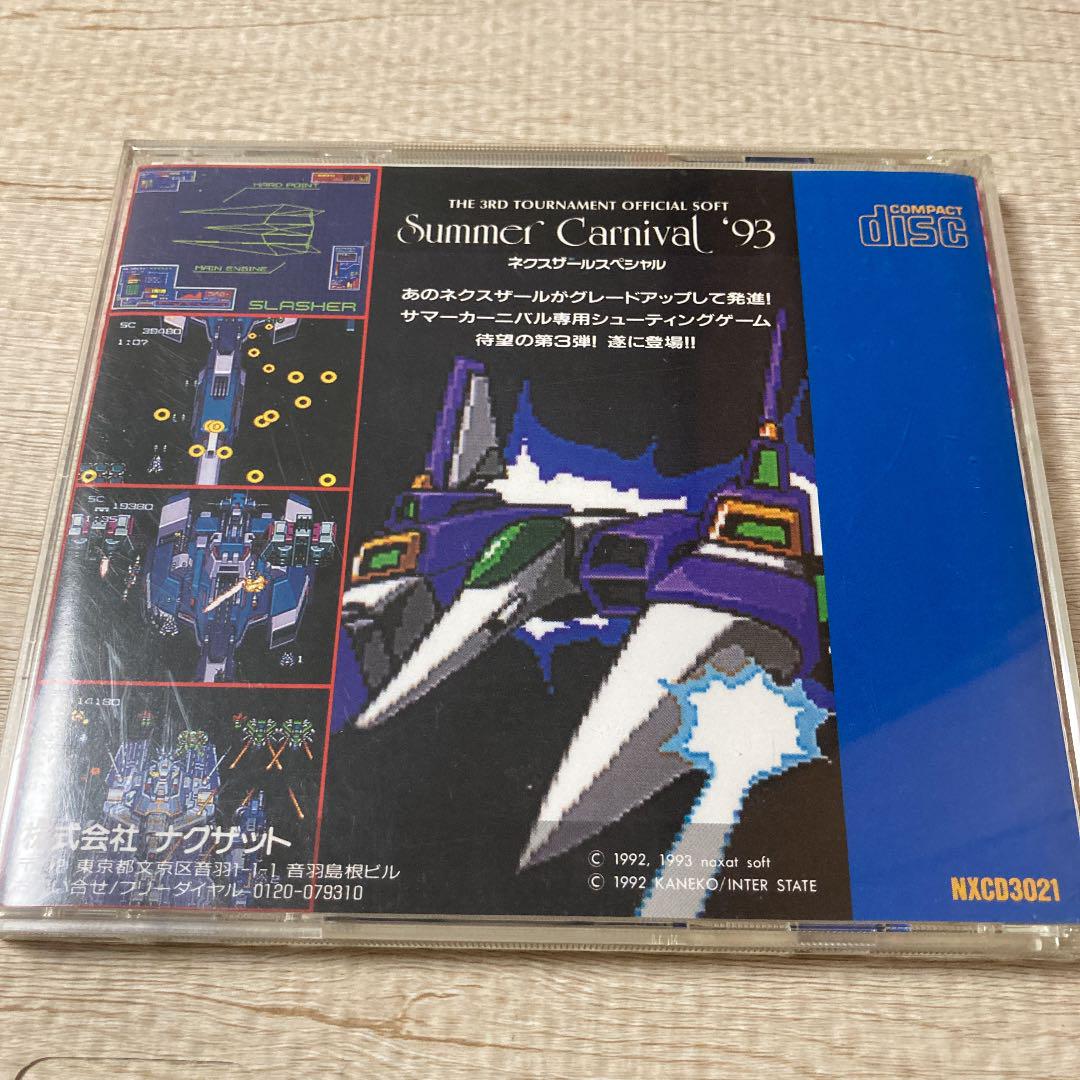 HARD POINT
MAIN ENGINE
SLASHER
SC 39480
1:07
SC 19380
1:35
1
14180
THE 3RD TOURNAMENT OFFICIAL SOFT
Summer Carnival '93
ネクスザールスペシャル
あのネクスザールがグレードアップして発進!
サマーカーニバル専用シューティングゲーム
待望の第3弾! 遂に登場!!
COMPACT
disc
株式会社 ナグザット
東京都文京区音羽1-1-1 音羽島根ビル
い合せ/フリーダイヤル 0120-079310
© 1992, 1993 naxat soft
© 1992 KANEKO/INTER STATE
NXCD3021